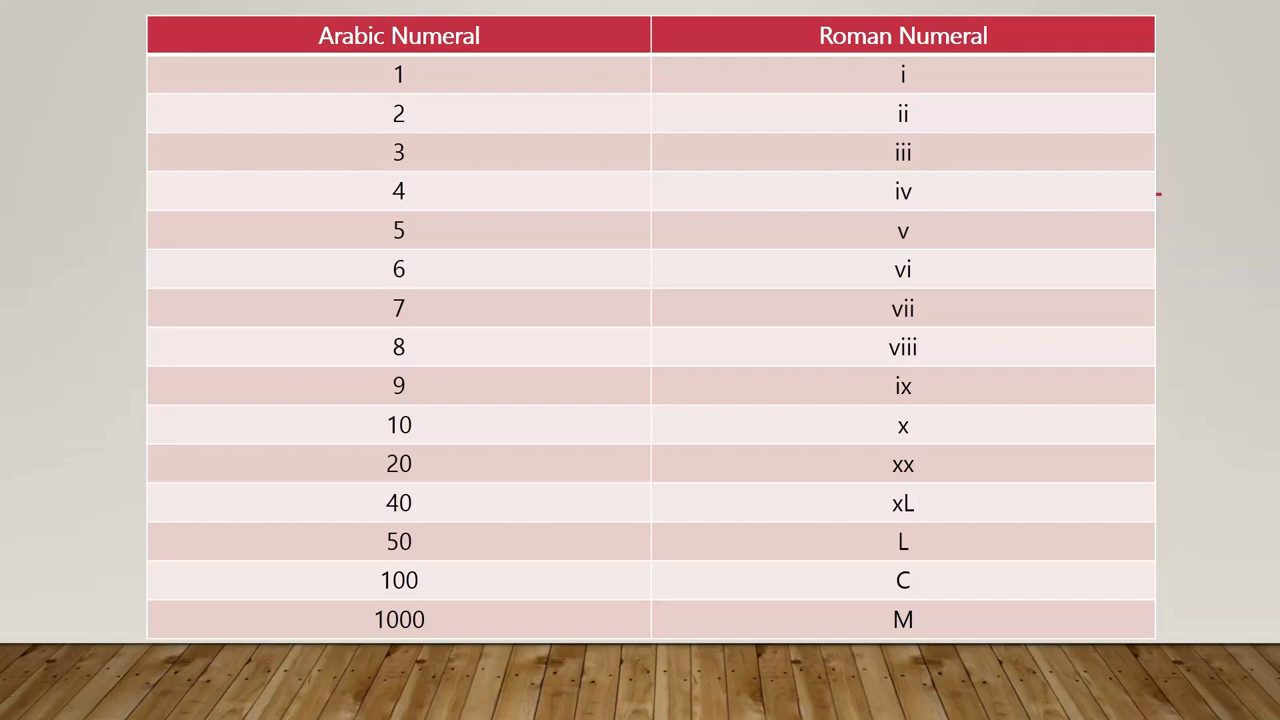 Arabic Numeral Roman Numeral
1 i
2 ii
3 iii
4 iv
5 v
6 vi
7 vii
8 viii
9 ix
10 x
20 xx
40 xL
50 L
100 C
1000 M